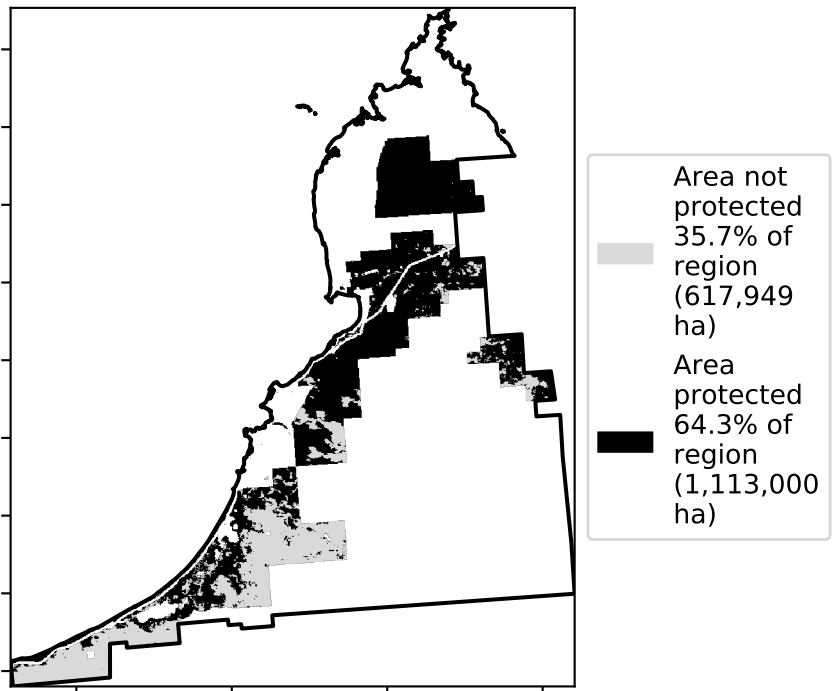 Area not
protected
35.7% of
region
(617,949
ha)
Area
protected
64.3% of
region
(1,113,000
ha)